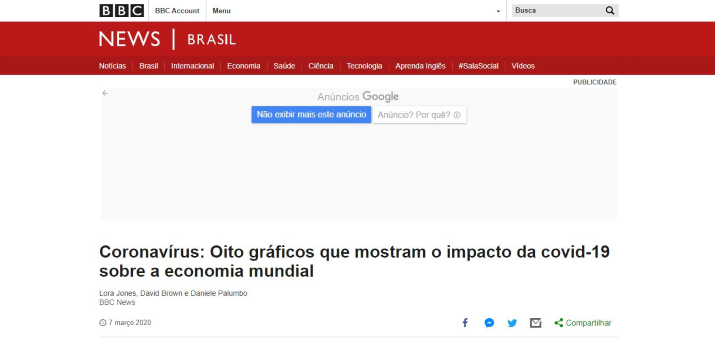 BBC BBC Account Menu Busca
NEWS BRASIL
Notícias Brasil Internacional Economia Saúde Ciência Tecnologia Aprenda Inglês #SalaSocial Vídeos
PUBLICIDADE
Anúncios Google
Não exibir mais este anúncio Anúncio? Por quê?
Coronavírus: Oito gráficos que mostram o impacto da covid-19
sobre a economia mundial
Lora Jones, David Brown e Daniele Palumbo
BBC News
7 março 2020 Compartilhar